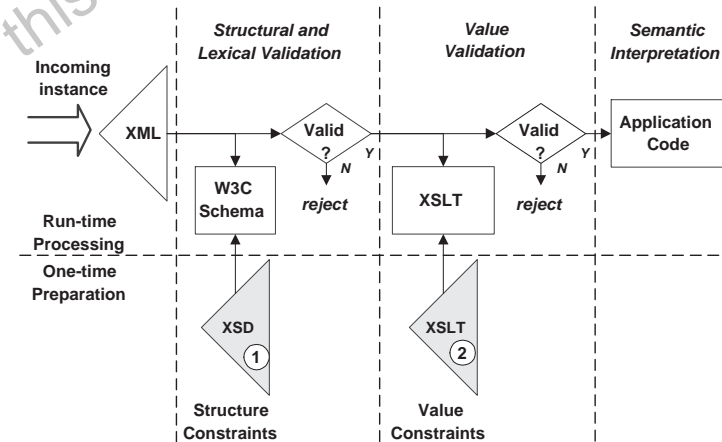 this
Structural and
Lexical Validation
Value
Validation
Semantic
Interpretation
Incoming
instance
XML
Valid
?
N
Y
reject
W3C
Schema
Valid
?
N
Y
reject
XSLT
Application
Code
Run-time
Processing
One-time
Preparation
XSD
1
XSLT
2
Structure
Constraints
Value
Constraints